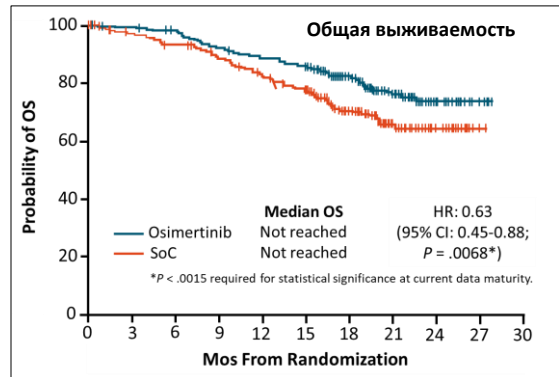 Общая выживаемость
100
80
60
40
20
0
Probability of OS
Median OS HR: 0.63
Osimertinib Not reached (95% CI: 0.45-0.88;
SoC Not reached P = .0068*)
*P < .0015 required for statistical significance at current data maturity.
0 3 6 9 12 15 18 21 24 27 30
Mos From Randomization